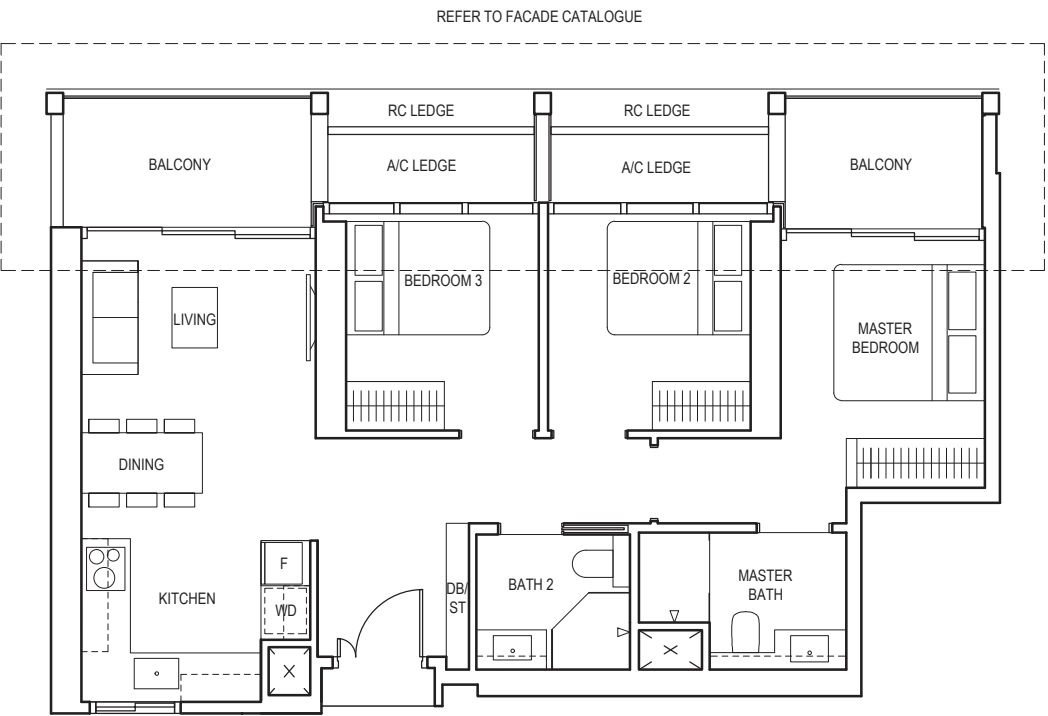 REFER TO FACADE CATALOGUE
RC LEDGE
RC LEDGE
BALCONY
A/C LEDGE
A/C LEDGE
BALCONY
BEDROOM 3
BEDROOM 2
LIVING
MASTER
BEDROOM
DINING
F
KITCHEN
WD
DB/
ST
BATH 2
MASTER
BATH